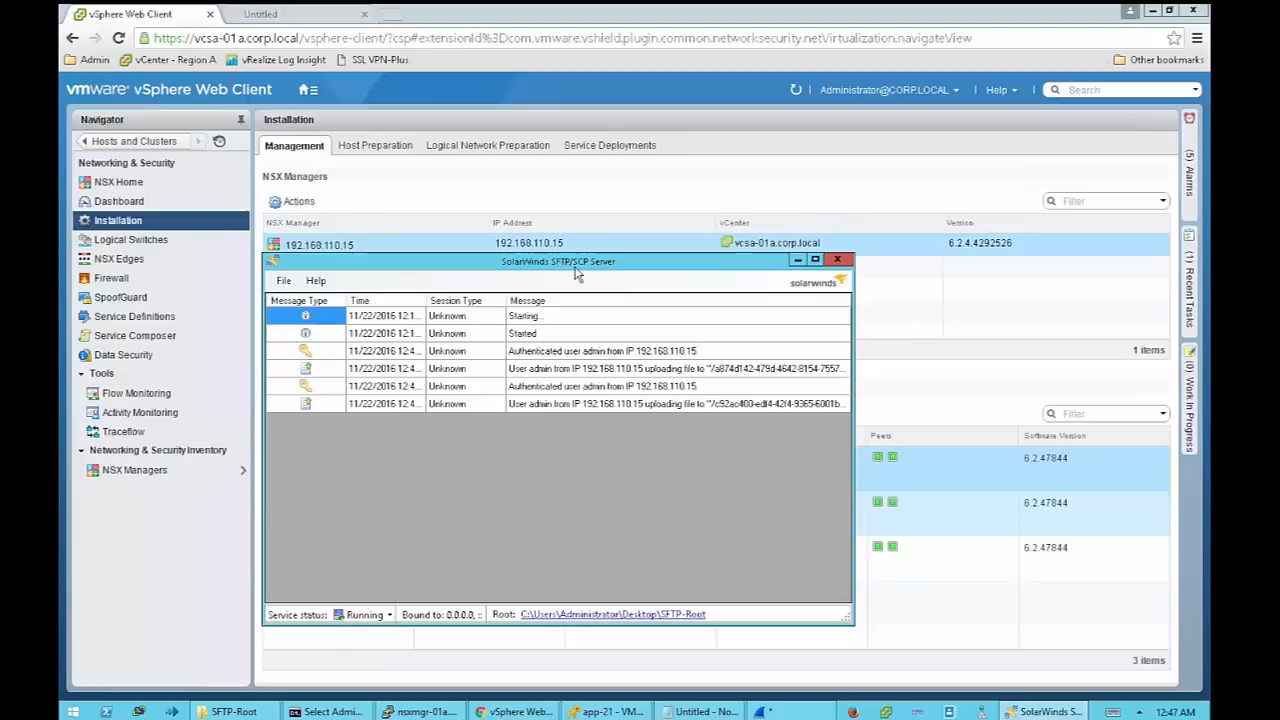 vSphere Web Client
Untitled
https://vcsa-01a.corp.local/vsphere-client/?csp#extensionId%3Dcom.vmware.vshield.plugin.common.networksecurity.netVirtualization.navigateView
Admin vCenter - Region A vRealize Log Insight SSL VPN-Plus Other bookmarks
vmware® vSphere Web Client
Administrator@CORP.LOCAL
Help
Search
Navigator
Hosts and Clusters
Networking & Security
NSX Home
Dashboard
Installation
Logical Switches
NSX Edges
Firewall
SpoofGuard
Service Definitions
Service Composer
Data Security
Tools
Flow Monitoring
Activity Monitoring
Traceflow
Networking & Security Inventory
NSX Managers
Installation
Management Host Preparation Logical Network Preparation Service Deployments
NSX Managers
Actions
Filter
NSX Manager IP Address vCenter Version
192.168.110.15 192.168.110.15 vcsa-01a.corp.local 6.2.4.4292526
SolarWinds SFTP/SCP Server
File Help
solarwinds
Message Type Time Session Type Message
11/22/2016 12:1... Unknown Starting...
11/22/2016 12:1... Unknown Started
11/22/2016 12:4... Unknown Authenticated user admin from IP 192.168.110.15.
11/22/2016 12:4... Unknown User admin from IP 192.168.110.15 uploading file to "/a874d142-479d-4642-8154-7557...
11/22/2016 12:4... Unknown Authenticated user admin from IP 192.168.110.15.
11/22/2016 12:4... Unknown User admin from IP 192.168.110.15 uploading file to "/c92ac400-edf4-42f4-9365-6001b...
Service status: Running Bound to: 0.0.0.0, :: Root: C:\Users\Administrator\Desktop\SFTP-Root
1 items
Filter
Peers Software Version
6.2.47844
6.2.47844
6.2.47844
3 items
(5) Alarms
(1) Recent Tasks
(0) Work In Progress
SFTP-Root
Select Admi...
nsxmgr-01a...
vSphere Web...
app-21 - VM...
Untitled - No...
SolarWinds S...
12:47 AM